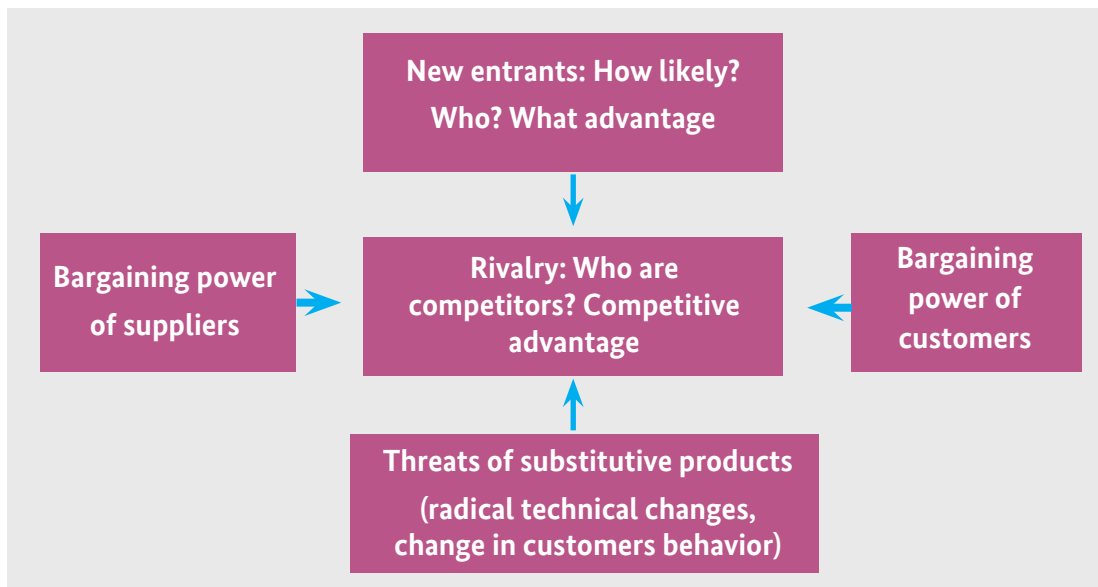 New entrants: How likely?
Who? What advantage
Bargaining power
of suppliers
Rivalry: Who are
competitors? Competitive
advantage
Bargaining
power of
customers
Threats of substitutive products
(radical technical changes,
change in customers behavior)